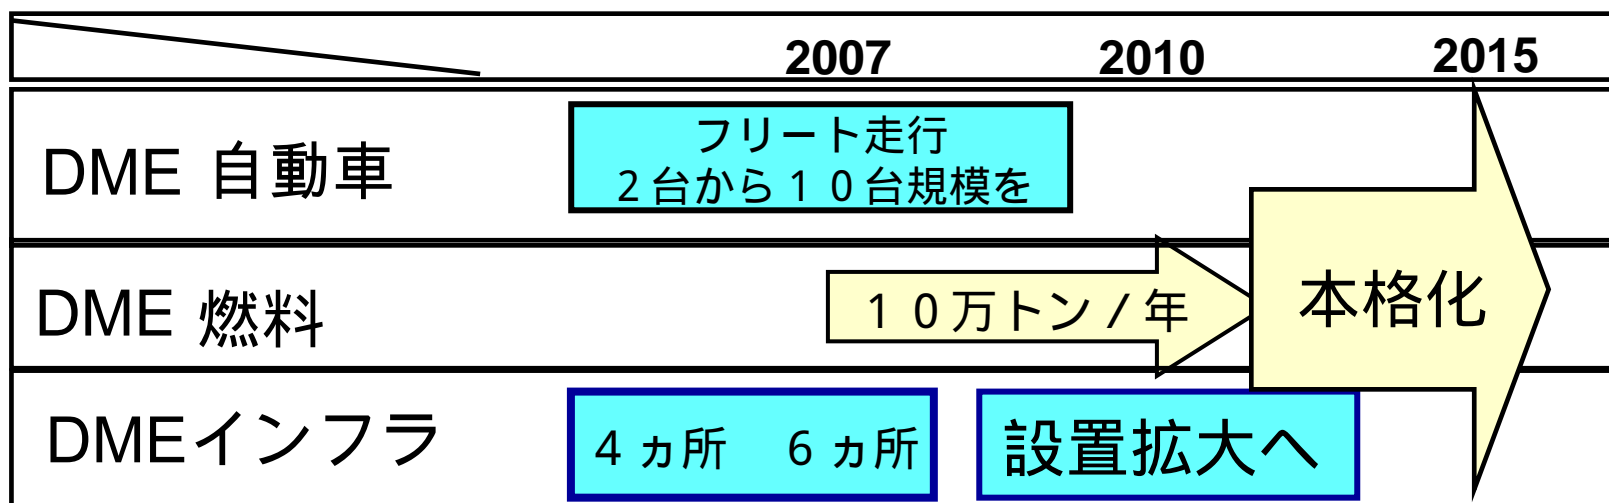 2007 2010 2015
DME 自動車
フリート走行
２台から１０台規模を
DME 燃料
１０万トン／年
本格化
DMEインフラ
４ヵ所　６ヵ所
設置拡大へ